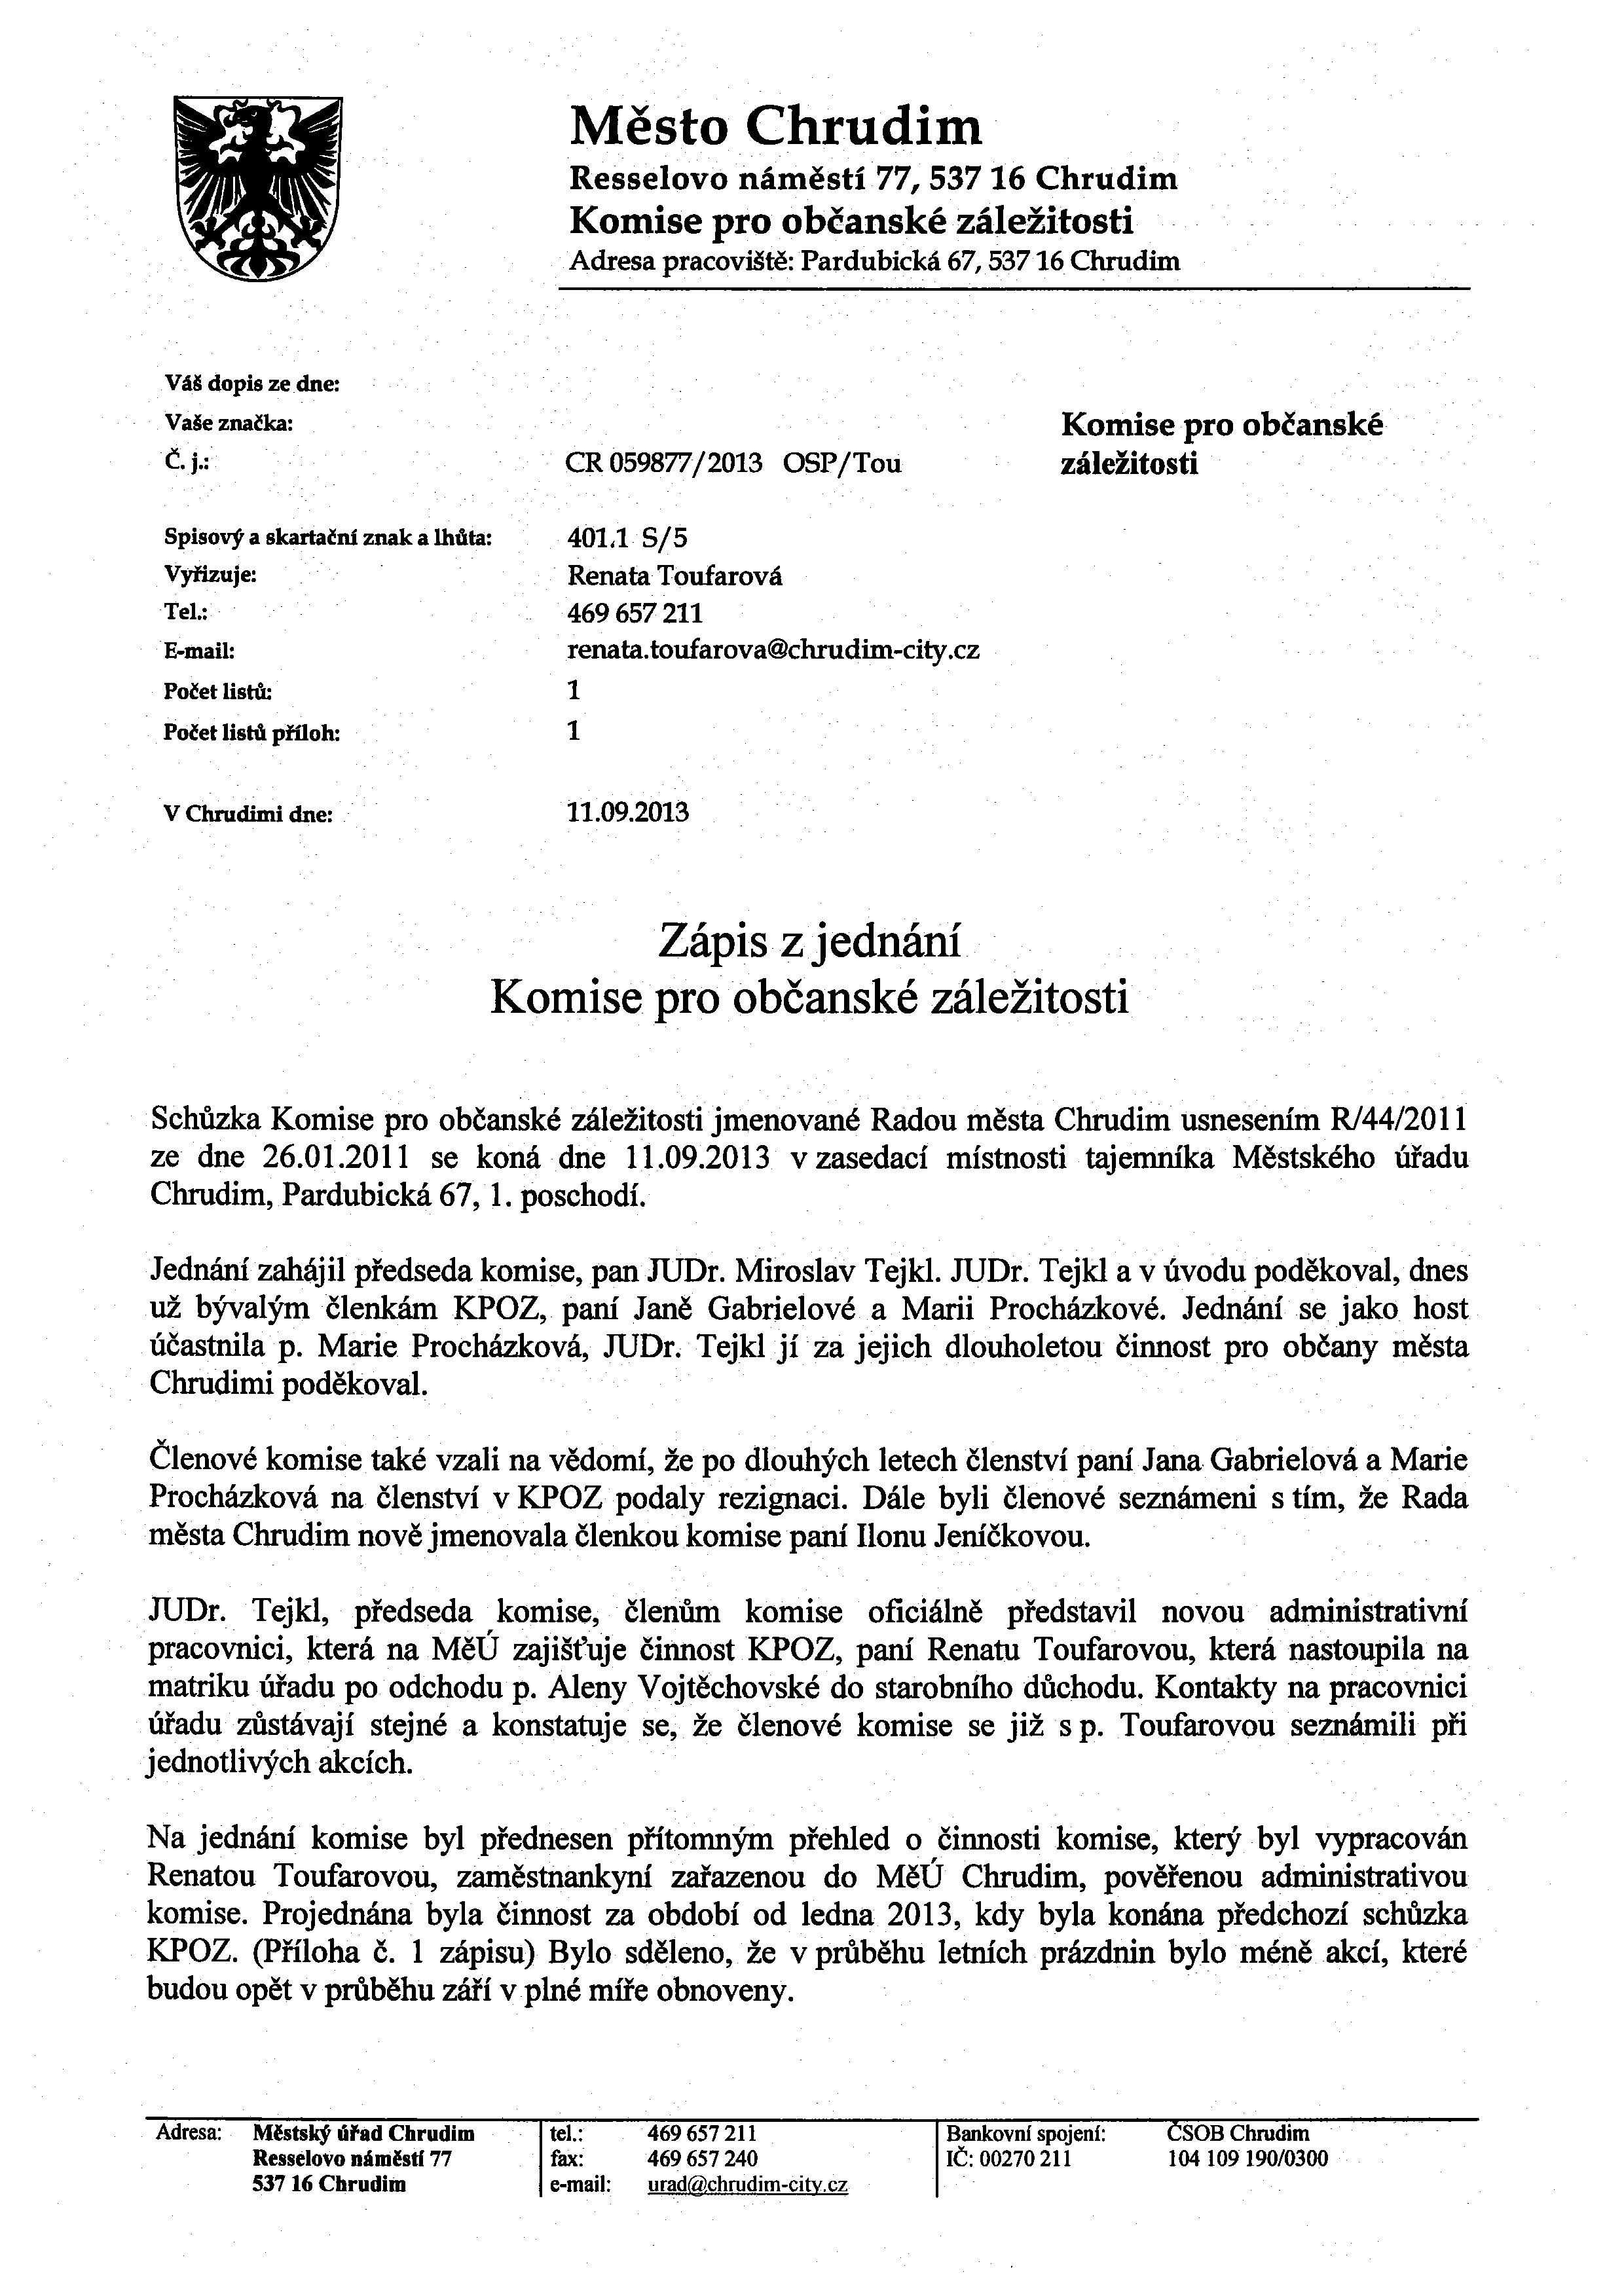 Město Chrudim
Resselovo náměstí 77, 537 16 Chrudim
Komise pro občanské záležitosti
Adresa pracoviště: Pardubická 67, 537 16 Chrudim
Váš dopis ze dne:
Vaše značka:
Č. j.: CR 059877/2013 OSP/Tou
Komise pro občanské
záležitosti
Spisový a skartační znak a lhůta: 401.1 S/5
Vyřizuje: Renata Toufarová
Tel.: 469 657 211
E-mail: renata.toufarova@chrudim-city.cz
Počet listů: 1
Počet listů příloh: 1
V Chrudimi dne: 11.09.2013
Zápis z jednání
Komise pro občanské záležitosti
Schůzka Komise pro občanské záležitosti jmenované Radou města Chrudim usnesením R/44/2011
ze dne 26.01.2011 se koná dne 11.09.2013 v zasedací místnosti tajemníka Městského úřadu
Chrudim, Pardubická 67, 1. poschodí.
Jednání zahájil předseda komise, pan JUDr. Miroslav Tejkl. JUDr. Tejkl a v úvodu poděkoval, dnes
už bývalým členkám KPOZ, paní Janě Gabrielové a Marii Procházkové. Jednání se jako host
účastnila p. Marie Procházková, JUDr. Tejkl jí za jejich dlouholetou činnost pro občany města
Chrudimi poděkoval.
Členové komise také vzali na vědomí, že po dlouhých letech členství paní Jana Gabrielová a Marie
Procházková na členství v KPOZ podaly rezignaci. Dále byli členové seznámeni s tím, že Rada
města Chrudim nově jmenovala členkou komise paní Ilonu Jeníčkovou.
JUDr. Tejkl, předseda komise, členům komise oficiálně představil novou administrativní
pracovnici, která na MěÚ zajišťuje činnost KPOZ, paní Renatu Toufarovou, která nastoupila na
matriku úřadu po odchodu p. Aleny Vojtěchovské do starobního důchodu. Kontakty na pracovnici
úřadu zůstávají stejné a konstatuje se, že členové komise se již s p. Toufarovou seznámili při
jednotlivých akcích.
Na jednání komise byl přednesen přítomným přehled o činnosti komise, který byl vypracován
Renatou Toufarovou, zaměstnankyní zařazenou do MěÚ Chrudim, pověřenou administrativou
komise. Projednána byla činnost za období od ledna 2013, kdy byla konána předchozí schůzka
KPOZ. (Příloha č. 1 zápisu) Bylo sděleno, že v průběhu letních prázdnin bylo méně akcí, které
budou opět v průběhu září v plné míře obnoveny.
Adresa: Městský úřad Chrudim tel.: 469 657 211 Bankovní spojení: ČSOB Chrudim
Resselovo náměstí 77 fax: 469 657 240 IČ: 00270 211 104 109 190/0300
537 16 Chrudim e-mail: urad@chrudim-city.cz